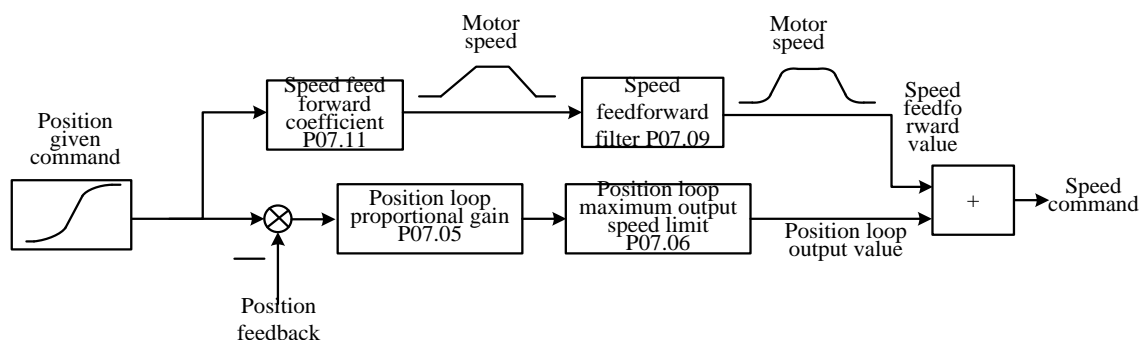 Motor
speed
Motor
speed
Speed feed
forward
coefficient
P07.11
Speed
feedforward
filter P07.09
Speed
feedfo
rward
value
Position
given
command
Position loop
proportional gain
P07.05
Position loop
maximum output
speed limit
P07.06
+
Speed
command
Position loop
output value
Position
feedback